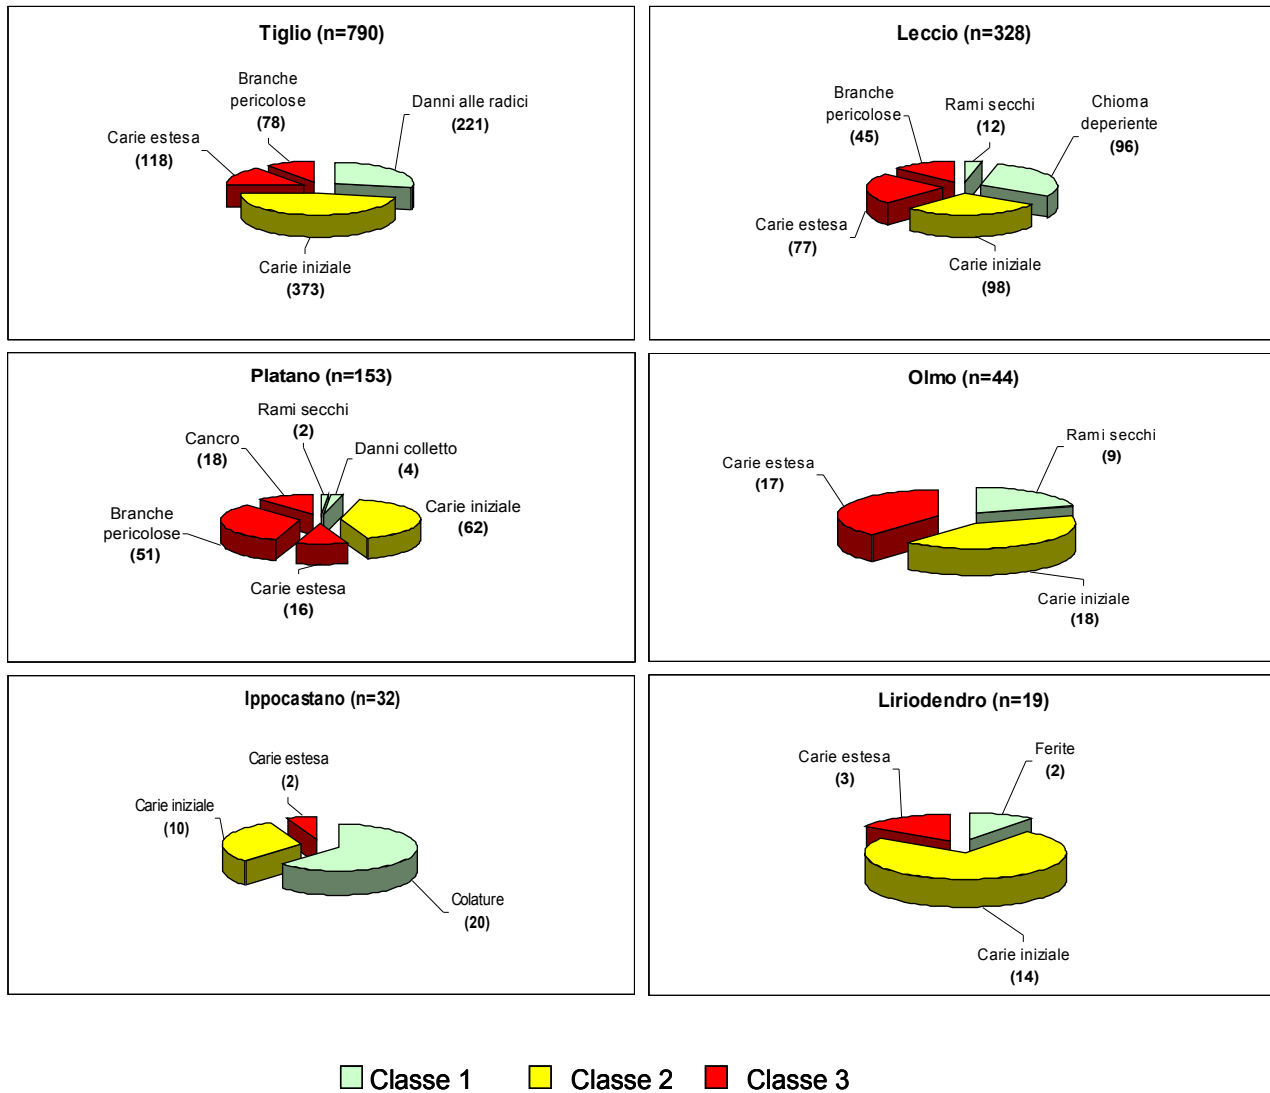 Tiglio (n=790)
Branche
pericolose
(78)
Danni alle radici
(221)
Carie estesa
(118)
Carie iniziale
(373)
Leccio (n=328)
Branche
pericolose
(45)
Rami secchi
(12)
Chioma
deperiente
(96)
Carie estesa
(77)
Carie iniziale
(98)
Platano (n=153)
Rami secchi
(2)
Cancro
(18)
Danni colletto
(4)
Branche
pericolose
(51)
Carie iniziale
(62)
Carie estesa
(16)
Olmo (n=44)
Rami secchi
(9)
Carie estesa
(17)
Carie iniziale
(18)
Ippocastano (n=32)
Carie estesa
(2)
Carie iniziale
(10)
Colature
(20)
Liriodendro (n=19)
Carie estesa
(3)
Ferite
(2)
Carie iniziale
(14)
Classe 1 Classe 2 Classe 3